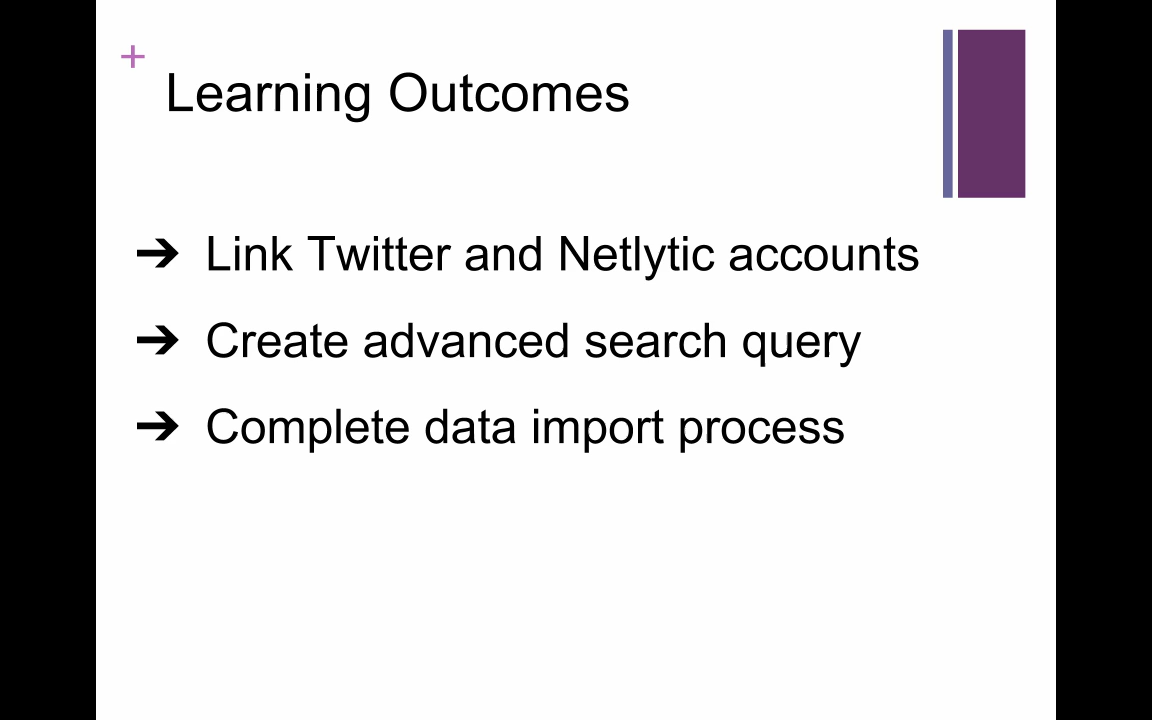 +
Learning Outcomes
➔ Link Twitter and Netlytic accounts
➔ Create advanced search query
➔ Complete data import process